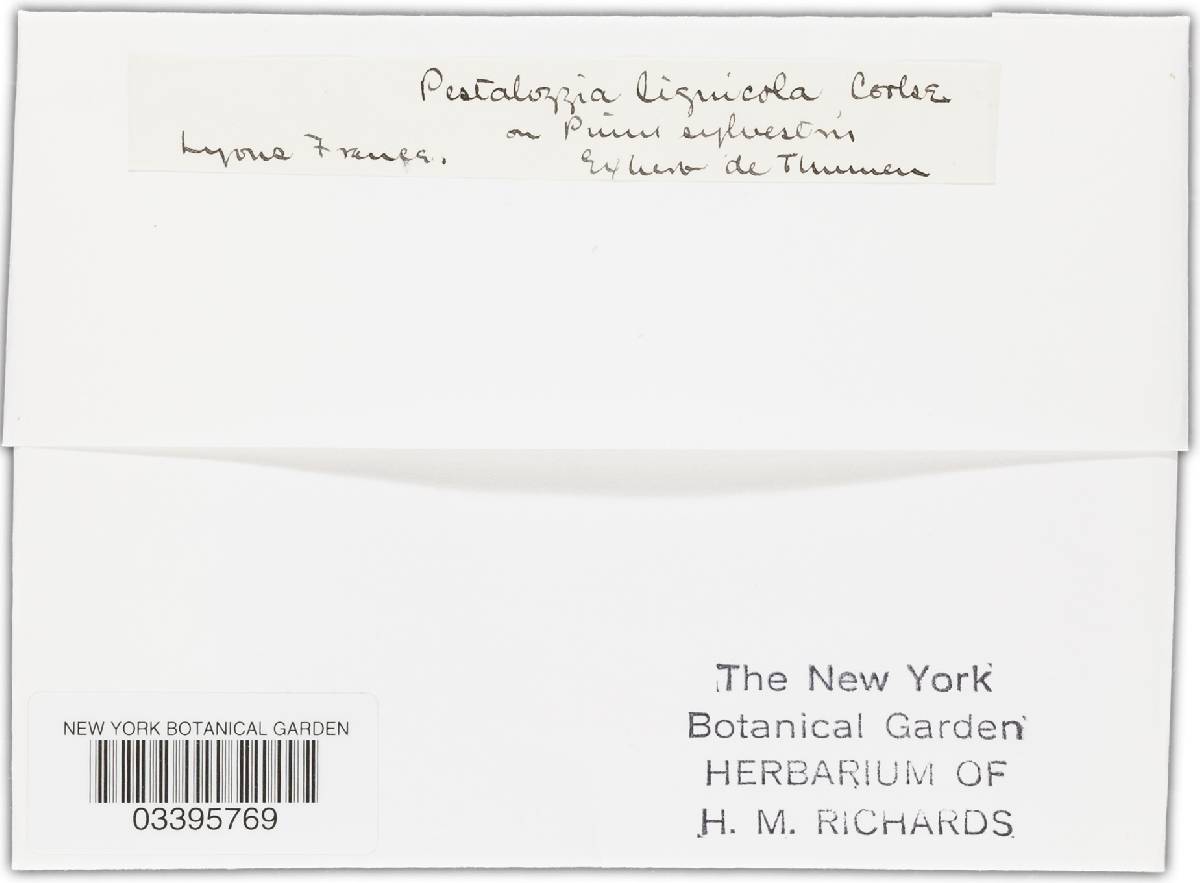 Pestalozzia lignicola Cooke
on Pinus sylvestris
Lyons France. Ex herb de Thumen
NEW YORK BOTANICAL GARDEN
03395769
The New York
Botanical Garden
HERBARIUM OF
H. M. RICHARDS